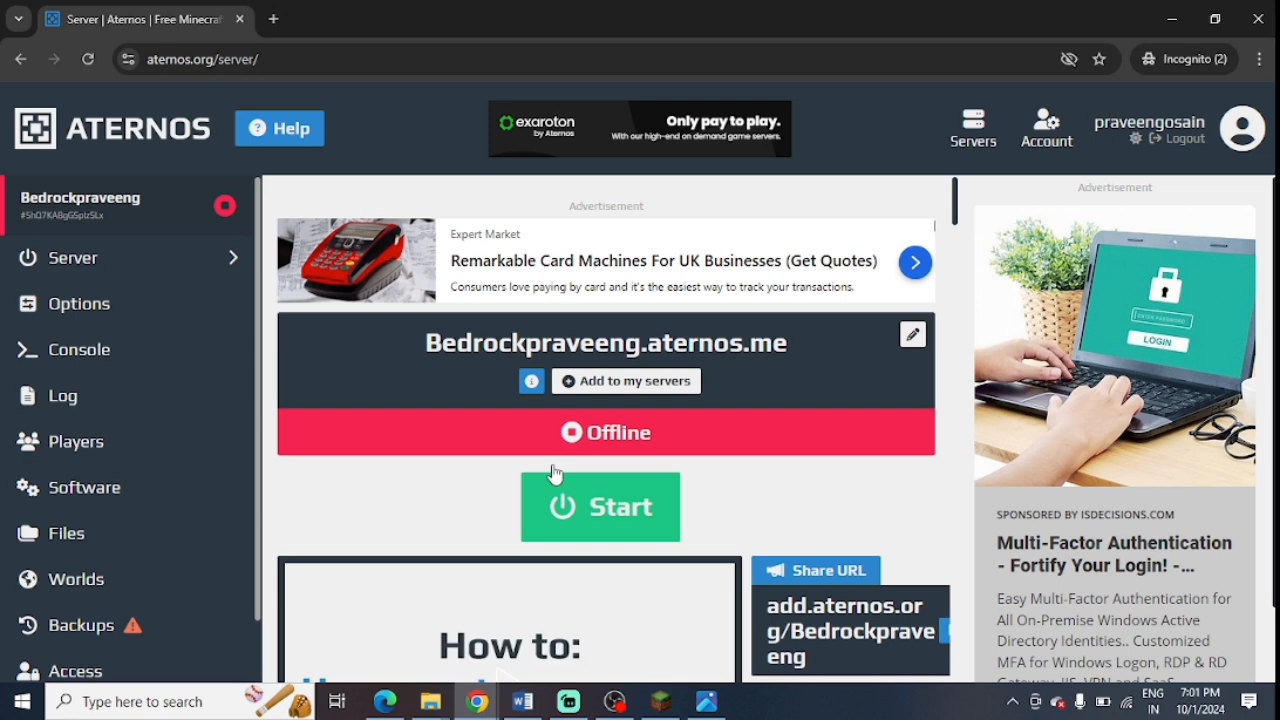 Server | Aternos | Free Minecraf
aternos.org/server/
Incognito (2)
ATERNOS
Help
exaroton
by Aternos
Only pay to play.
With our high-end on demand game servers.
Servers
Account
praveengosain
Logout
Bedrockpraveeng
Server
Options
Console
Log
Players
Software
Files
Worlds
Backups
Access
Advertisement
Expert Market
Remarkable Card Machines For UK Businesses (Get Quotes)
Consumers love paying by card and it's the easiest way to track your transactions.
Bedrockpraveeng.aternos.me
Add to my servers
Offline
Start
How to:
Share URL
add.aternos.or
g/Bedrockprave
eng
Advertisement
ENTER PASSWORD
LOGIN
SPONSORED BY ISDECISIONS.COM
Multi-Factor Authentication
- Fortify Your Login! -...
Easy Multi-Factor Authentication for
All On-Premise Windows Active
Directory Identities.. Customized
MFA for Windows Logon, RDP & RD
Type here to search
ENG
IN
7:01 PM
10/1/2024